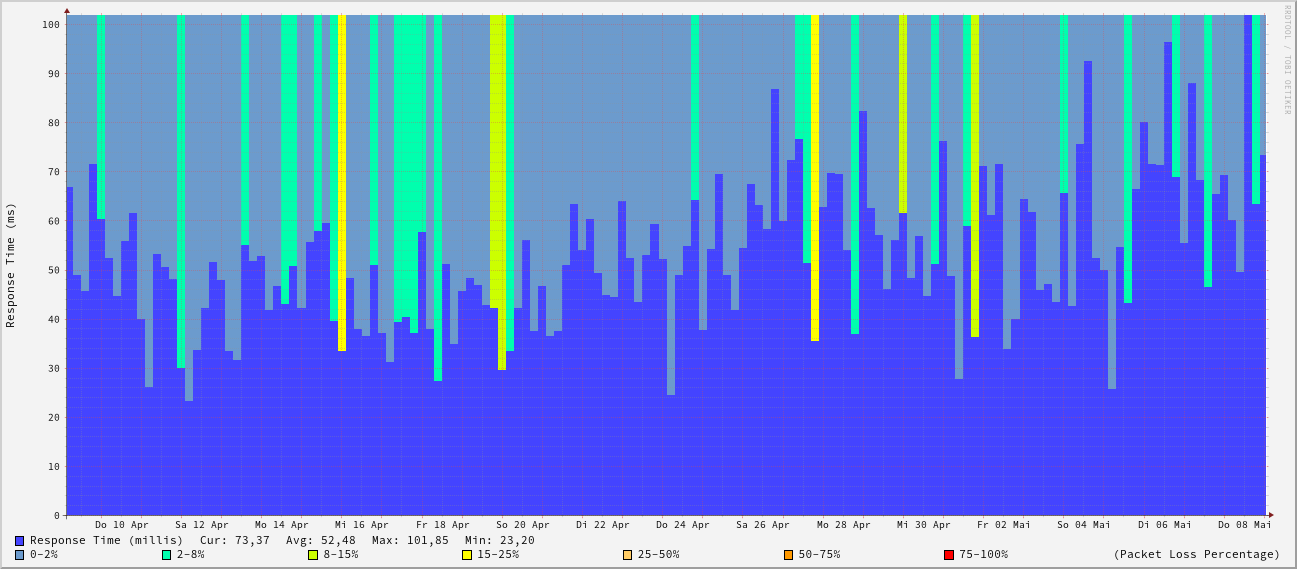 RRDTOOL / TOBI OETIKER
Response Time (ms)
100
90
80
70
60
50
40
30
20
10
0
Do 10 Apr Sa 12 Apr Mo 14 Apr Mi 16 Apr Fr 18 Apr So 20 Apr Di 22 Apr Do 24 Apr Sa 26 Apr Mo 28 Apr Mi 30 Apr Fr 02 Mai So 04 Mai Di 06 Mai Do 08 Mai
Response Time (millis) Cur: 73,37 Avg: 52,48 Max: 101,85 Min: 23,20
0-2% 2-8% 8-15% 15-25% 25-50% 50-75% 75-100% (Packet Loss Percentage)